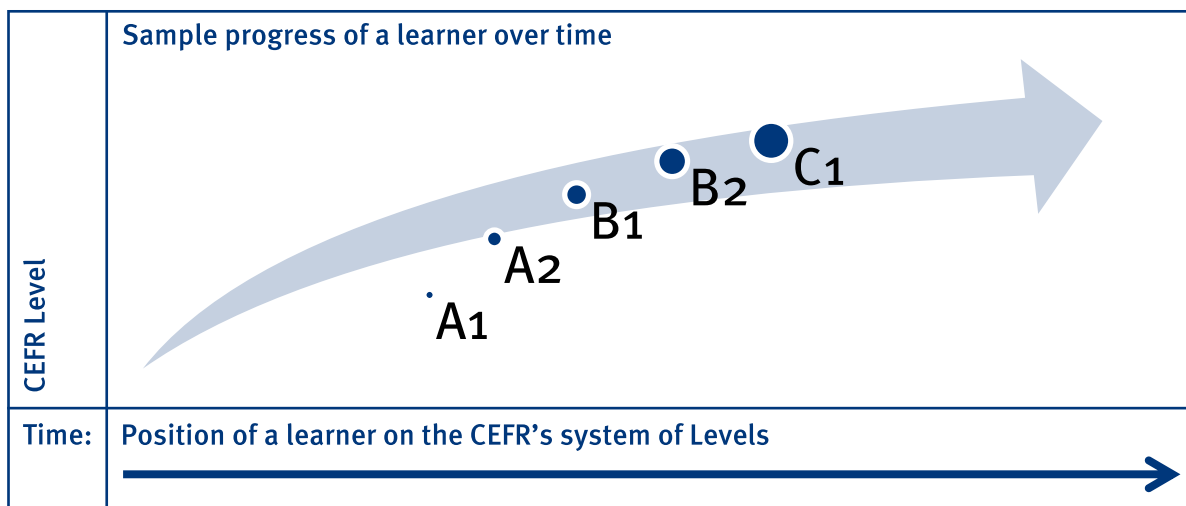 Sample progress of a learner over time
CEFR Level
C1
B2
B1
A2
A1
Time:
Position of a learner on the CEFR's system of Levels